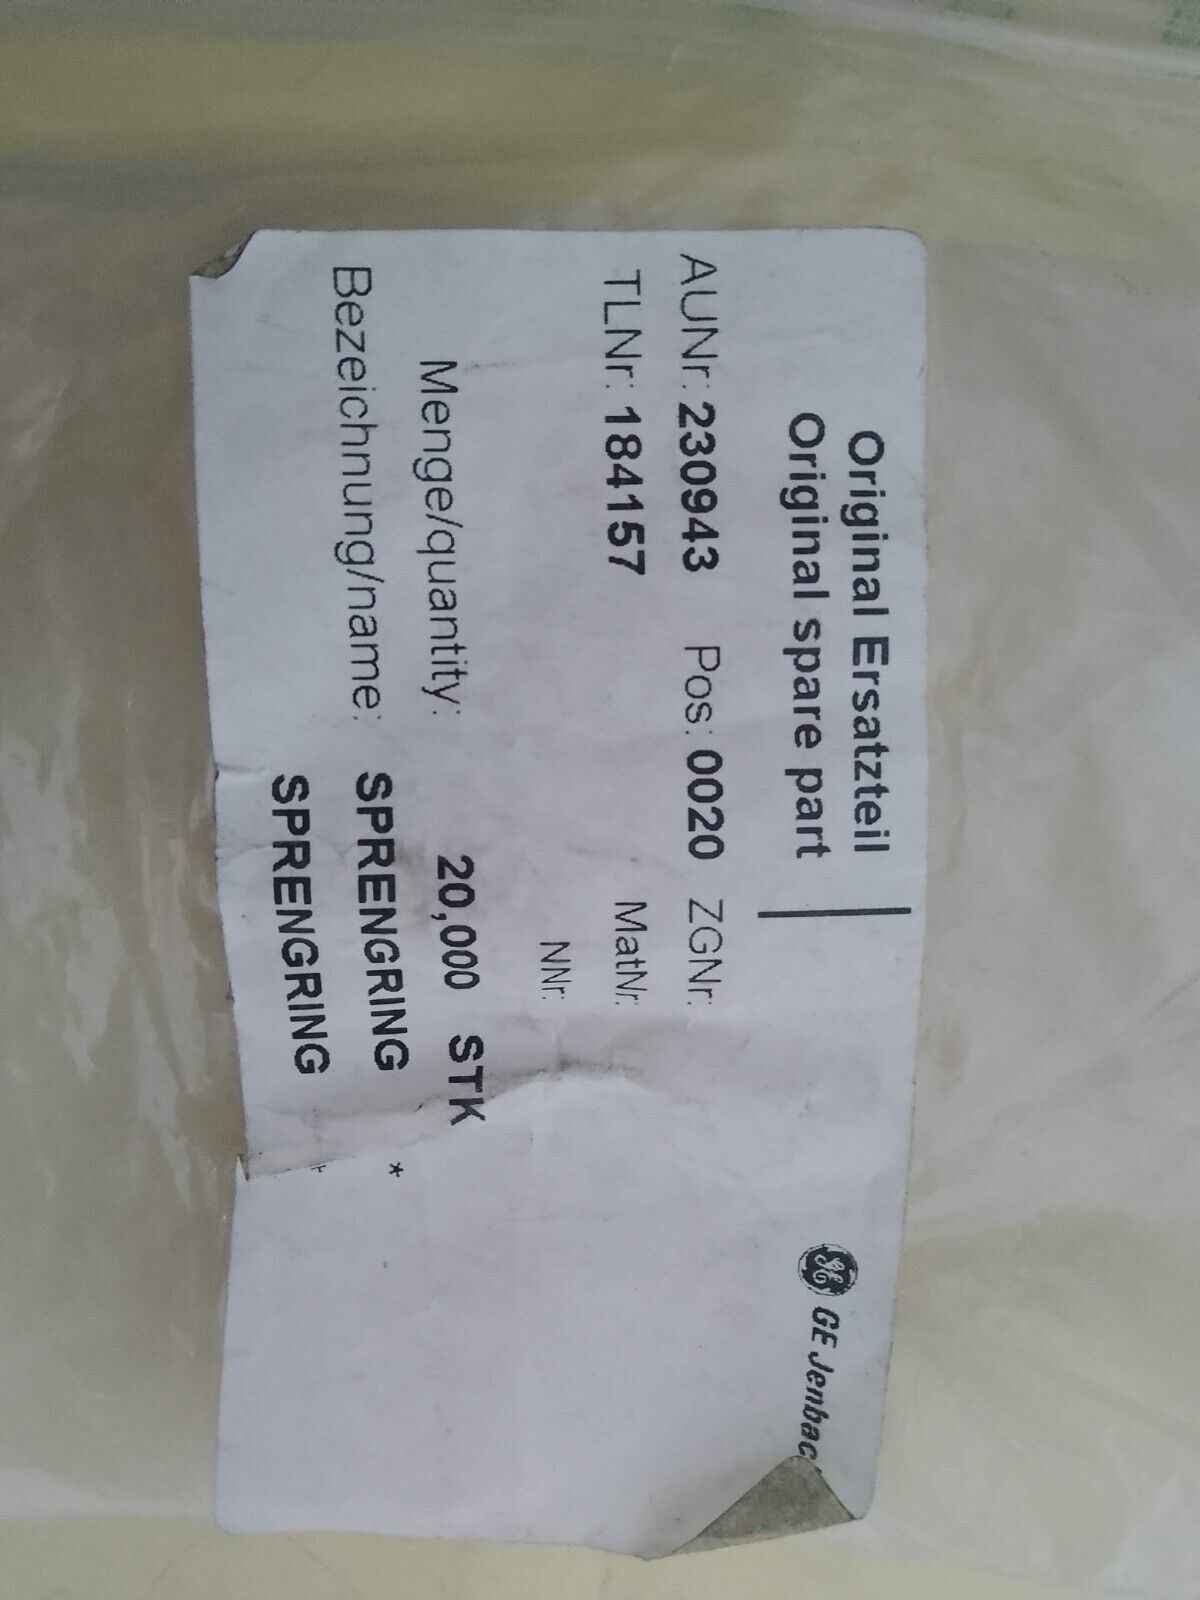 Original Ersatzteil
Original spare part
GE Jenbac
AUNr: 230943 Pos: 0020 ZGNr:
TLNr: 184157 MatNr:
NNr:
Menge/quantity: 20,000 STK
Bezeichnung/name: SPRENGRING *
SPRENGRING *